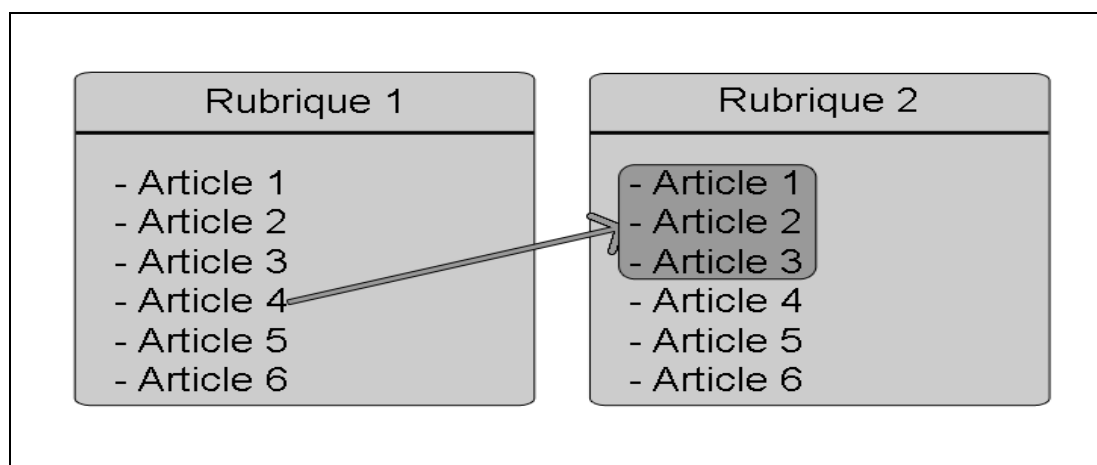 Rubrique 1
- Article 1
- Article 2
- Article 3
- Article 4
- Article 5
- Article 6
Rubrique 2
- Article 1
- Article 2
- Article 3
- Article 4
- Article 5
- Article 6